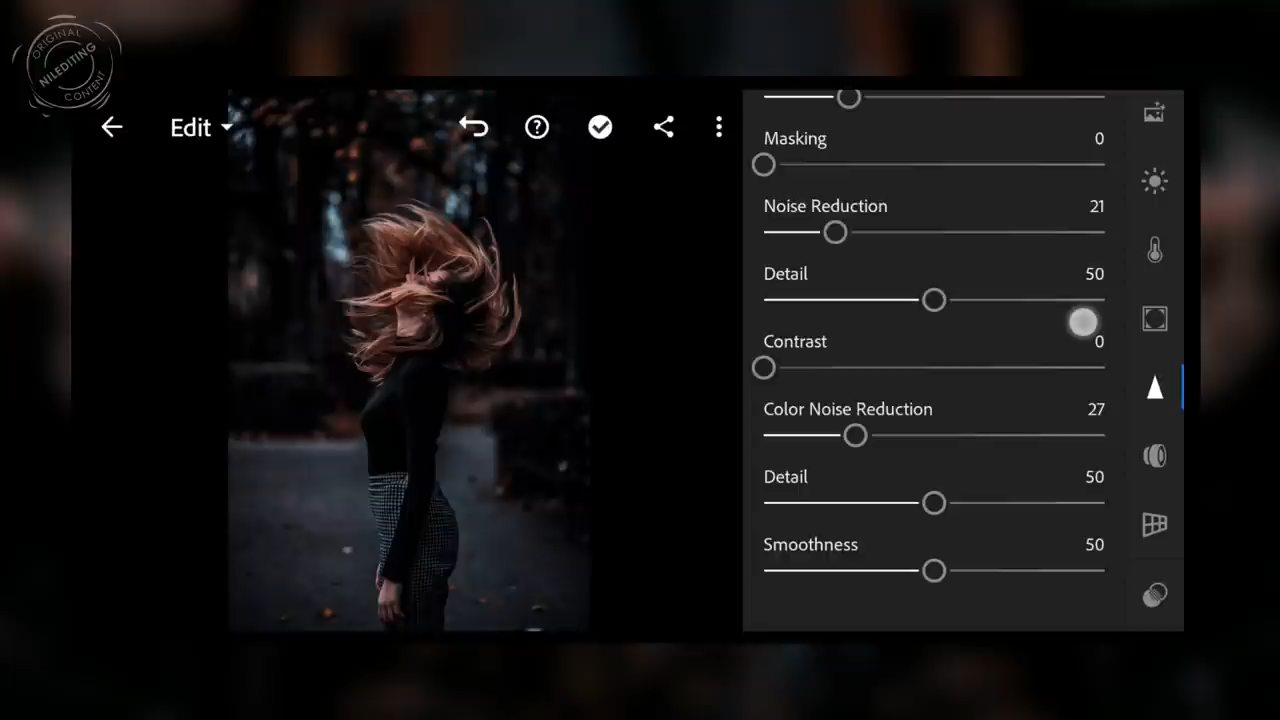 ORIGINAL
NILEDITING
CONTENT
Edit
Masking 0
Noise Reduction 21
Detail 50
Contrast 0
Color Noise Reduction 27
Detail 50
Smoothness 50